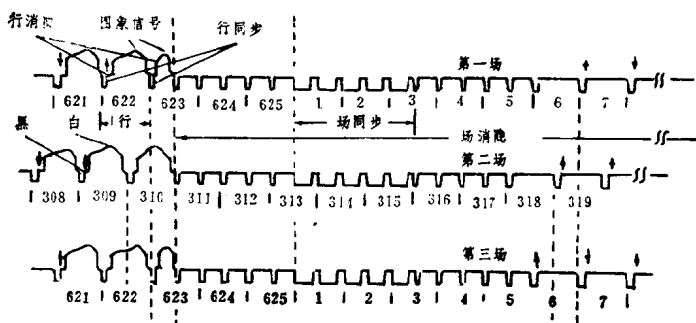 行消隐 图象信号 行同步
第一场
621 622 623 624 625 1 2 3 4 5 6 7
黑 白 1行 场同步 场消隐
第二场
308 309 310 311 312 313 314 315 316 317 318 319
第三场
621 622 623 624 625 1 2 3 4 5 6 7